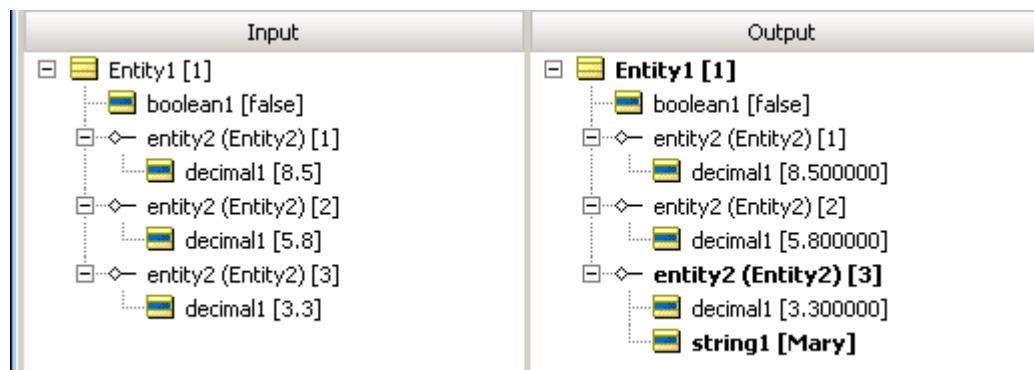 Input
Entity1 [1]
boolean1 [false]
entity2 (Entity2) [1]
decimal1 [8.5]
entity2 (Entity2) [2]
decimal1 [5.8]
entity2 (Entity2) [3]
decimal1 [3.3]
Output
Entity1 [1]
boolean1 [false]
entity2 (Entity2) [1]
decimal1 [8.500000]
entity2 (Entity2) [2]
decimal1 [5.800000]
entity2 (Entity2) [3]
decimal1 [3.300000]
string1 [Mary]